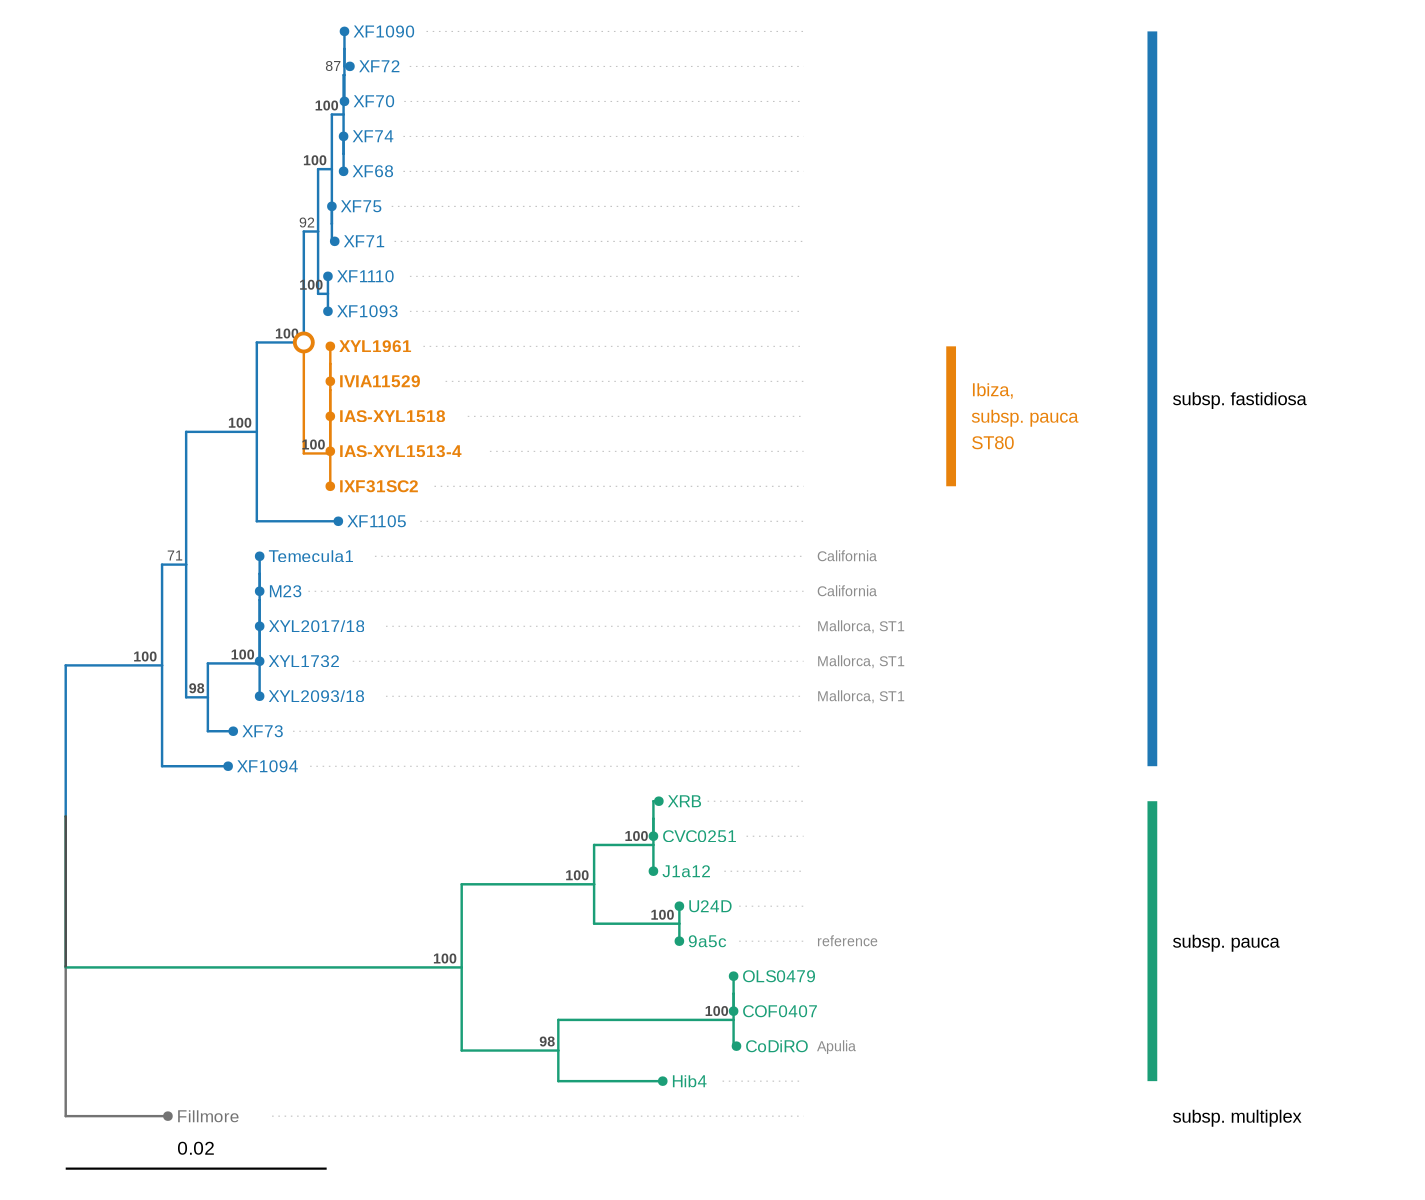 XF1090
87
XF72
XF70
100
XF74
100
XF68
XF75
92
XF71
XF1110
100
XF1093
100
XYL1961
IVIA11529
IAS-XYL1518
100
IAS-XYL1513-4
IXF31SC2
Ibiza,
subsp. pauca
ST80
subsp. fastidiosa
100
XF1105
71
Temecula1 California
M23 California
XYL2017/18 Mallorca, ST1
100
100
XYL1732 Mallorca, ST1
98
XYL2093/18 Mallorca, ST1
XF73
XF1094
XRB
100
CVC0251
100
J1a12
U24D
100
9a5c reference
subsp. pauca
100
OLS0479
100
COF0407
98
CoDiRO Apulia
Hib4
Fillmore
subsp. multiplex
0.02